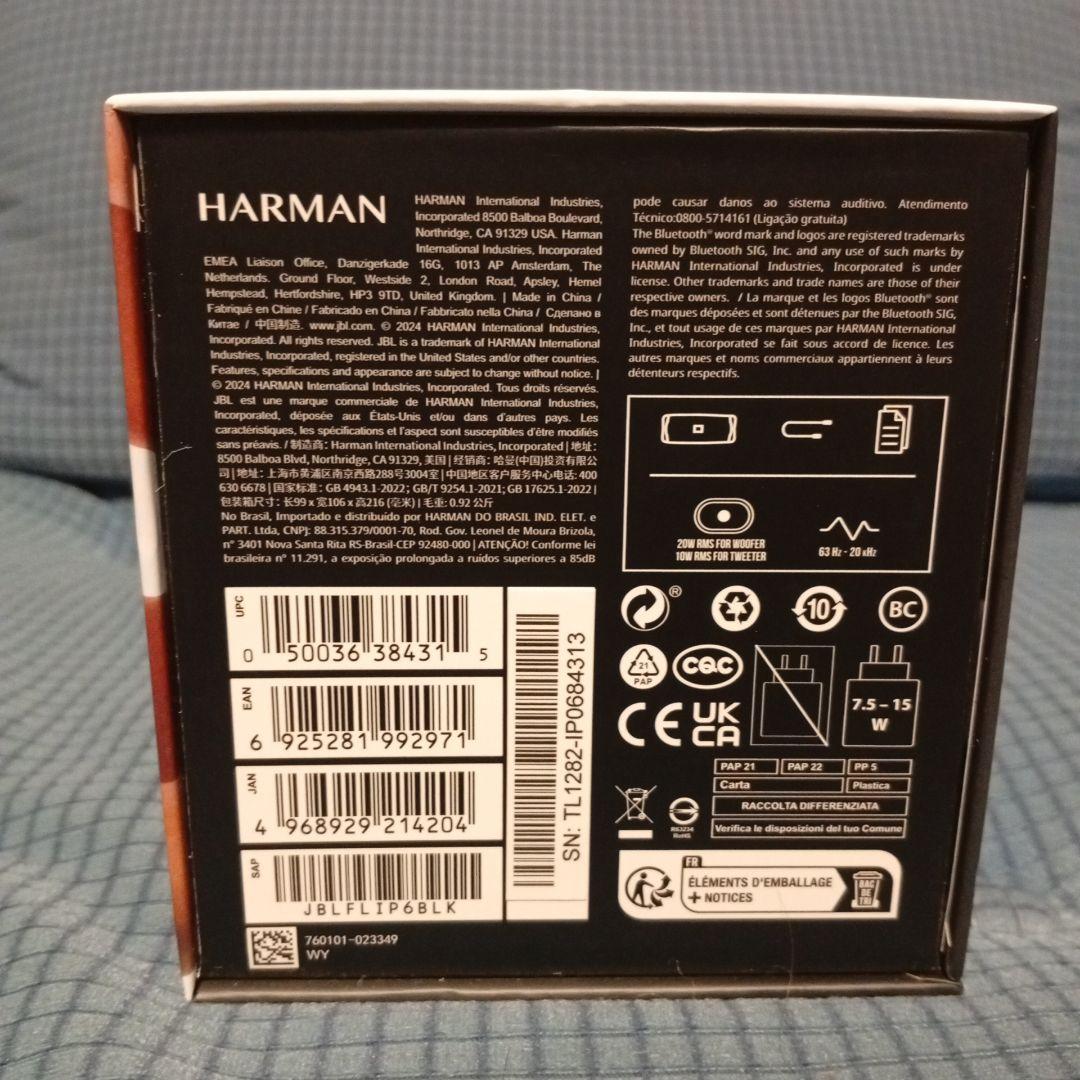 HARMAN
HARMAN International Industries,
Incorporated 8500 Balboa Boulevard,
Northridge, CA 91329 USA. Harman
International Industries, Incorporated
EMEA Liaison Office, Danzigerkade 16G, 1013 AP Amsterdam, The
Netherlands. Ground Floor, Westside 2, London Road, Apsley, Hemel
Hempstead, Hertfordshire, HP3 9TD, United Kingdom. | Made in China /
Fabriqué en Chine / Fabricado en China / Fabbricato nella China / Сделано в
Китае / 中国制造. www.jbl.com. © 2024 HARMAN International Industries,
Incorporated. All rights reserved. JBL is a trademark of HARMAN International
Industries, Incorporated, registered in the United States and/or other countries.
Features, specifications and appearance are subject to change without notice. |
© 2024 HARMAN International Industries, Incorporated. Tous droits réservés.
JBL est une marque commerciale de HARMAN International Industries,
Incorporated, déposée aux États-Unis et/ou dans d'autres pays. Les
caractéristiques, les spécifications et l'aspect sont susceptibles d'être modifiés
sans préavis. / 制造商: Harman International Industries, Incorporated | 地址:
8500 Balboa Blvd, Northridge, CA 91329, 美国 | 经销商: 哈曼(中国)投资有限公
司 | 地址: 上海市黄浦区南京西路288号3004室 | 中国地区客户服务中心电话: 400
630 6678 | 国家标准: GB 4943.1-2022; GB/T 9254.1-2021; GB 17625.1-2022 |
包装箱尺寸: 长99 x 宽106 x 高216 (毫米) | 毛重: 0.92 公斤
No Brasil, Importado e distribuído por HARMAN DO BRASIL IND. ELET. e
PART. Ltda, CNPJ: 88.315.379/0001-70, Rod. Gov. Leonel de Moura Brizola,
n° 3401 Nova Santa Rita RS-Brasil-CEP 92480-000 | ATENÇÃO! Conforme lei
brasileira n° 11.291, a exposição prolongada a ruídos superiores a 85dB
pode causar danos ao sistema auditivo. Atendimento
Técnico:0800-5714161 (Ligação gratuita)
The Bluetooth® word mark and logos are registered trademarks
owned by Bluetooth SIG, Inc. and any use of such marks by
HARMAN International Industries, Incorporated is under
license. Other trademarks and trade names are those of their
respective owners. / La marque et les logos Bluetooth® sont
des marques déposées et sont détenues par the Bluetooth SIG,
Inc., et tout usage de ces marques par HARMAN International
Industries, Incorporated se fait sous accord de licence. Les
autres marques et noms commerciaux appartiennent à leurs
détenteurs respectifs.
20W RMS FOR WOOFER
10W RMS FOR TWEETER
63 Hz - 20 kHz
UPC
0 50036 38431 5
EAN
6 925281 992971
JAN
4 968929 214204
SAP
JBLFLIP6BLK
SN: TL1282-IP0684313
760101-023349
WY
®
10
BC
21
PAP
CQC
CE
UK
CA
7.5 – 15
W
PAP 21
PAP 22
PP 5
Carta
Plastica
RACCOLTA DIFFERENZIATA
Verifica le disposizioni del tuo Comune
R63234
RoHS
FR
ÉLÉMENTS D'EMBALLAGE
+ NOTICES
BAC
DE
TRI